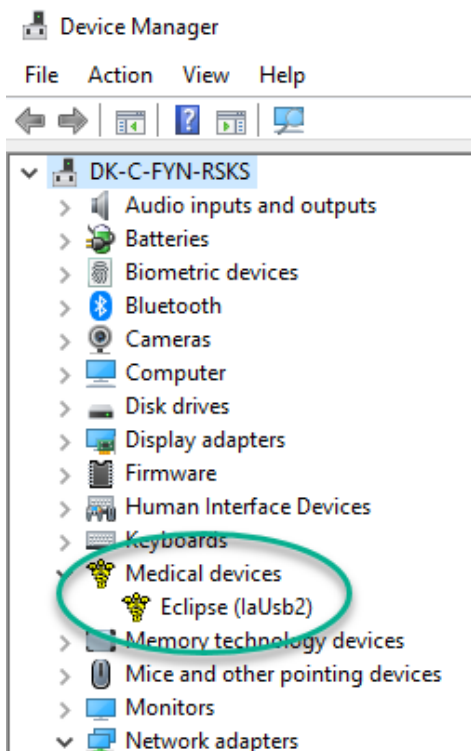 Device Manager
File Action View Help
DK-C-FYN-RSKS
Audio inputs and outputs
Batteries
Biometric devices
Bluetooth
Cameras
Computer
Disk drives
Display adapters
Firmware
Human Interface Devices
Keyboards
Medical devices
Eclipse (IaUsb2)
Memory technology devices
Mice and other pointing devices
Monitors
Network adapters